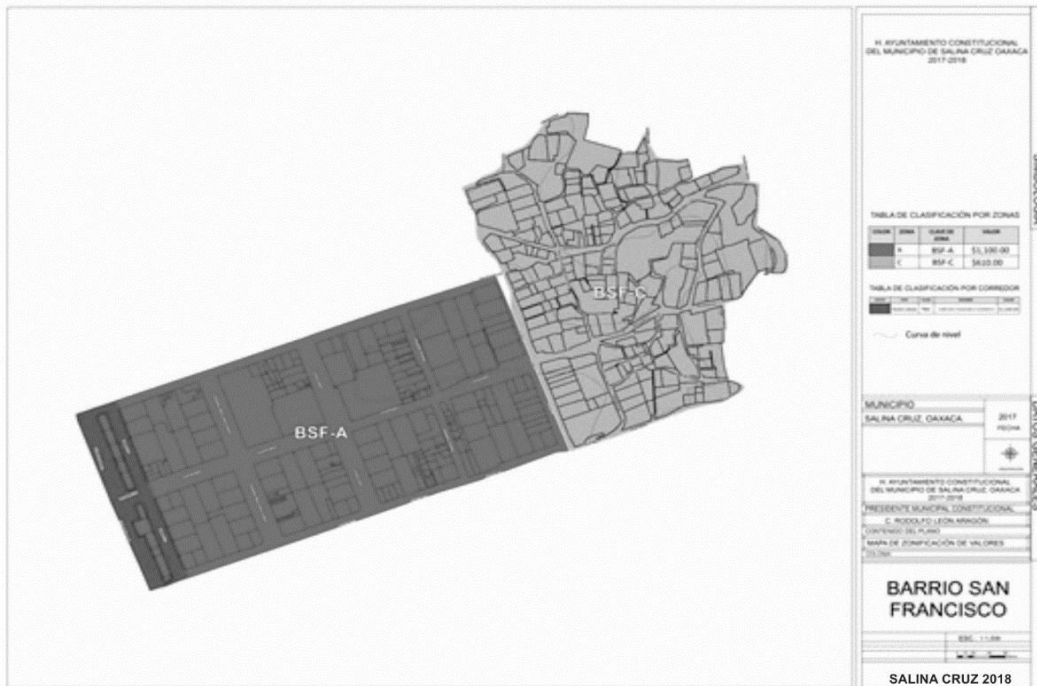 BSF-A
BSF-C
H. AYUNTAMIENTO CONSTITUCIONAL
DEL MUNICIPIO DE SALINA CRUZ OAXACA
2017-2018
TABLA DE CLASIFICACIÓN POR ZONAS
COLOR ZONA CLAVE DE ZONA VALOR
A BSF-A $1,100.00
C BSF-C $610.00
TABLA DE CLASIFICACIÓN POR CORREDOR
Curva de nivel
MUNICIPIO
SALINA CRUZ, OAXACA
2017
FECHA
H. AYUNTAMIENTO CONSTITUCIONAL
DEL MUNICIPIO DE SALINA CRUZ, OAXACA
2017-2018
PRESIDENTE MUNICIPAL CONSTITUCIONAL
C. RODOLFO LEÓN ARAGÓN
CONTENIDO DEL PLANO
MAPA DE ZONIFICACIÓN DE VALORES
COLONIA
BARRIO SAN
FRANCISCO
ESC.
SALINA CRUZ 2018